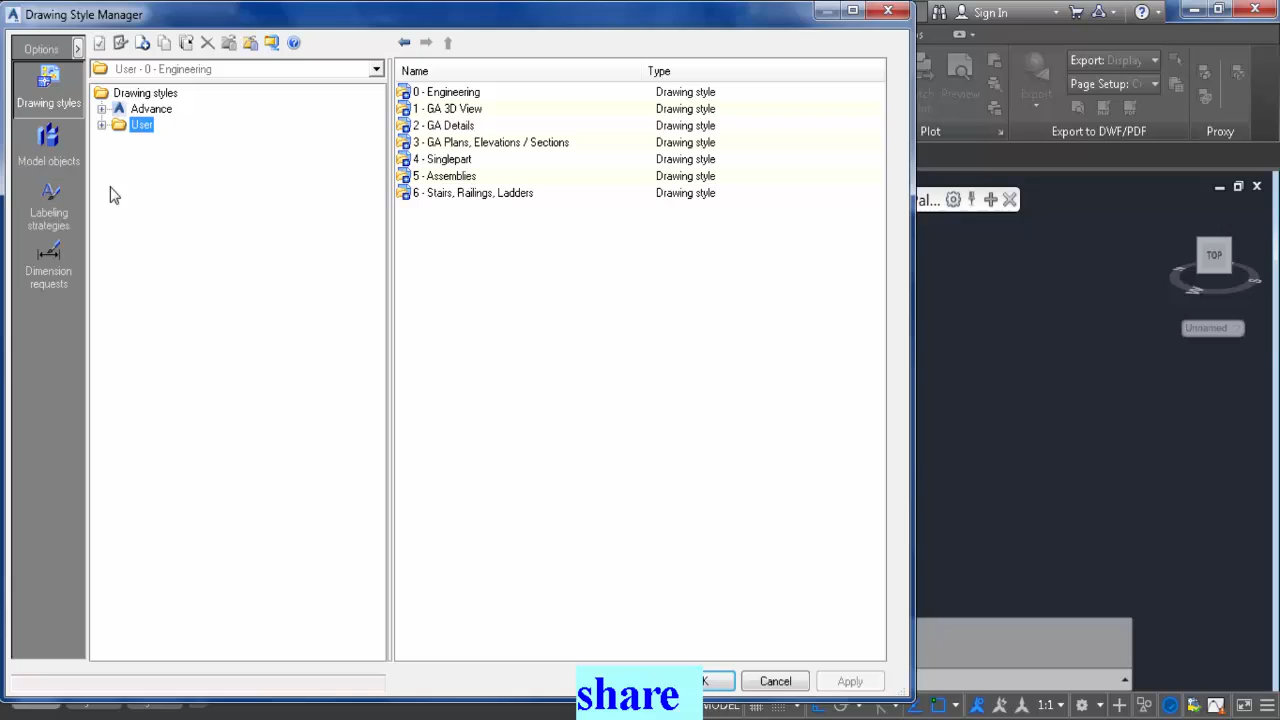 Drawing Style Manager
Sign In
Options
User - 0 - Engineering
Drawing styles
Model objects
Labeling
strategies
Dimension
requests
Drawing styles
Advance
User
Name Type
0 - Engineering Drawing style
1 - GA 3D View Drawing style
2 - GA Details Drawing style
3 - GA Plans, Elevations / Sections Drawing style
4 - Singlepart Drawing style
5 - Assemblies Drawing style
6 - Stairs, Railings, Ladders Drawing style
Preview
Export
Export: Display
Page Setup:
Plot
Export to DWF/PDF
Proxy
Pal...
TOP
Unnamed
K
Cancel
Apply
share
MODEL
1:1